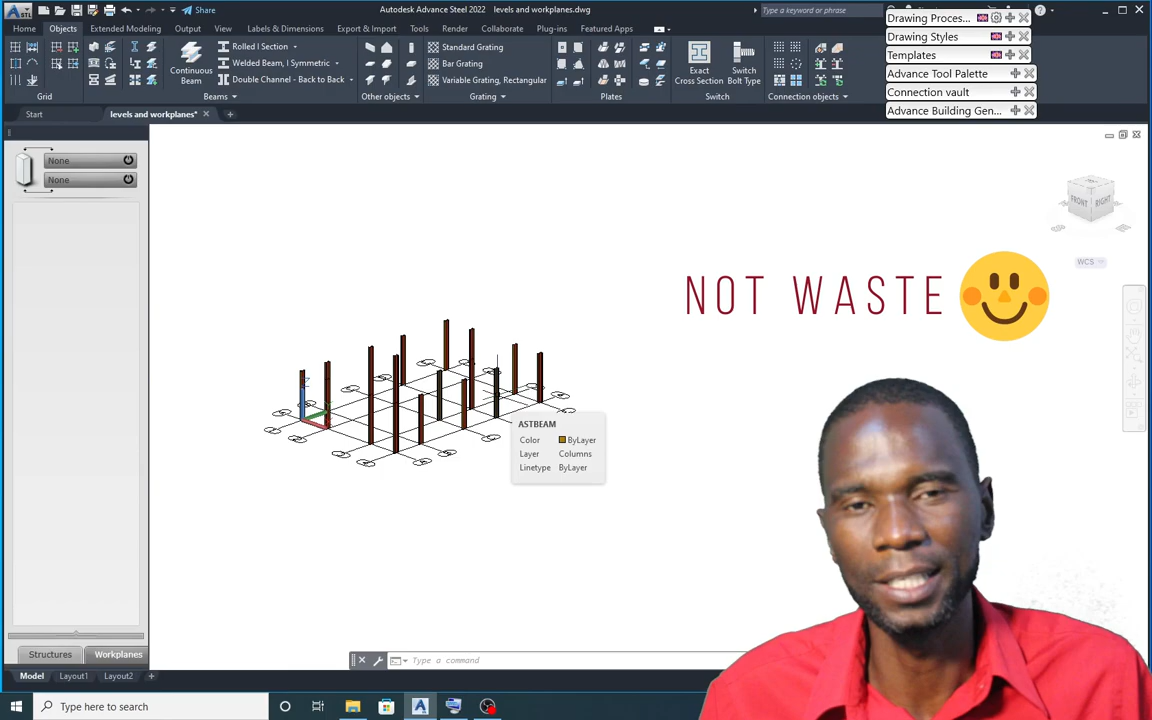 Share
Autodesk Advance Steel 2022 levels and workplanes.dwg
Type a keyword or phrase
Drawing Proces...
Drawing Styles
Templates
Advance Tool Palette
Connection vault
Advance Building Gen...
Home Objects Extended Modeling Output View Labels & Dimensions Export & Import Tools Render Collaborate Plug-ins Featured Apps
Rolled I Section
Welded Beam, I Symmetric
Double Channel - Back to Back
Continuous Beam
Standard Grating
Bar Grating
Variable Grating, Rectangular
Exact Cross Section
Switch Bolt Type
Grid Beams Other objects Grating Plates Switch Connection objects
Start levels and workplanes*
None
None
FRONT RIGHT
WCS
NOT WASTE
ASTBEAM
Color ByLayer
Layer Columns
Linetype ByLayer
Structures Workplanes
Type a command
Model Layout1 Layout2
Type here to search